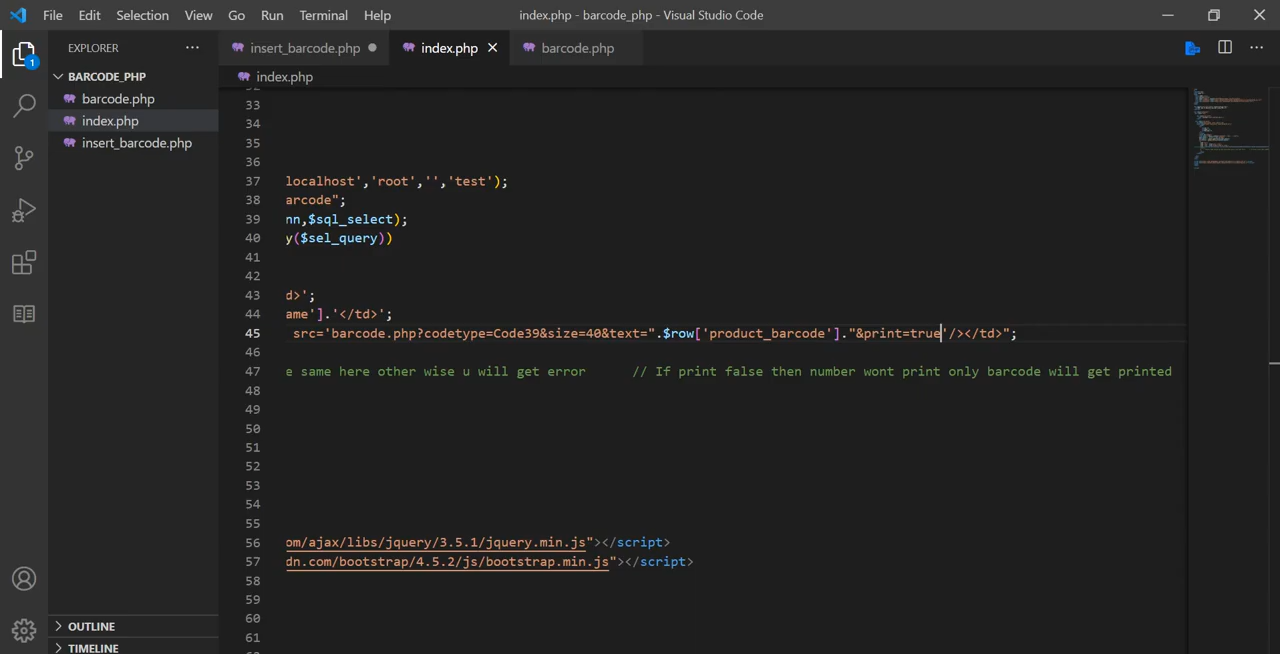 File Edit Selection View Go Run Terminal Help index.php - barcode_php - Visual Studio Code
EXPLORER
insert_barcode.php index.php barcode.php
1
BARCODE_PHP
barcode.php
index.php
insert_barcode.php
OUTLINE
TIMELINE
index.php
33
34
35
36
37 localhost','root','','test');
38 arcode";
39 nn,$sql_select);
40 y($sel_query))
41
42
43 d>';
44 ame'].'</td>';
45 src='barcode.php?codetype=Code39&size=40&text=".$row['product_barcode']."&print=true'/></td>";
46
47 e same here other wise u will get error // If print false then number wont print only barcode will get printed
48
49
50
51
52
53
54
55
56 om/ajax/libs/jquery/3.5.1/jquery.min.js"></script>
57 dn.com/bootstrap/4.5.2/js/bootstrap.min.js"></script>
58
59
60
61